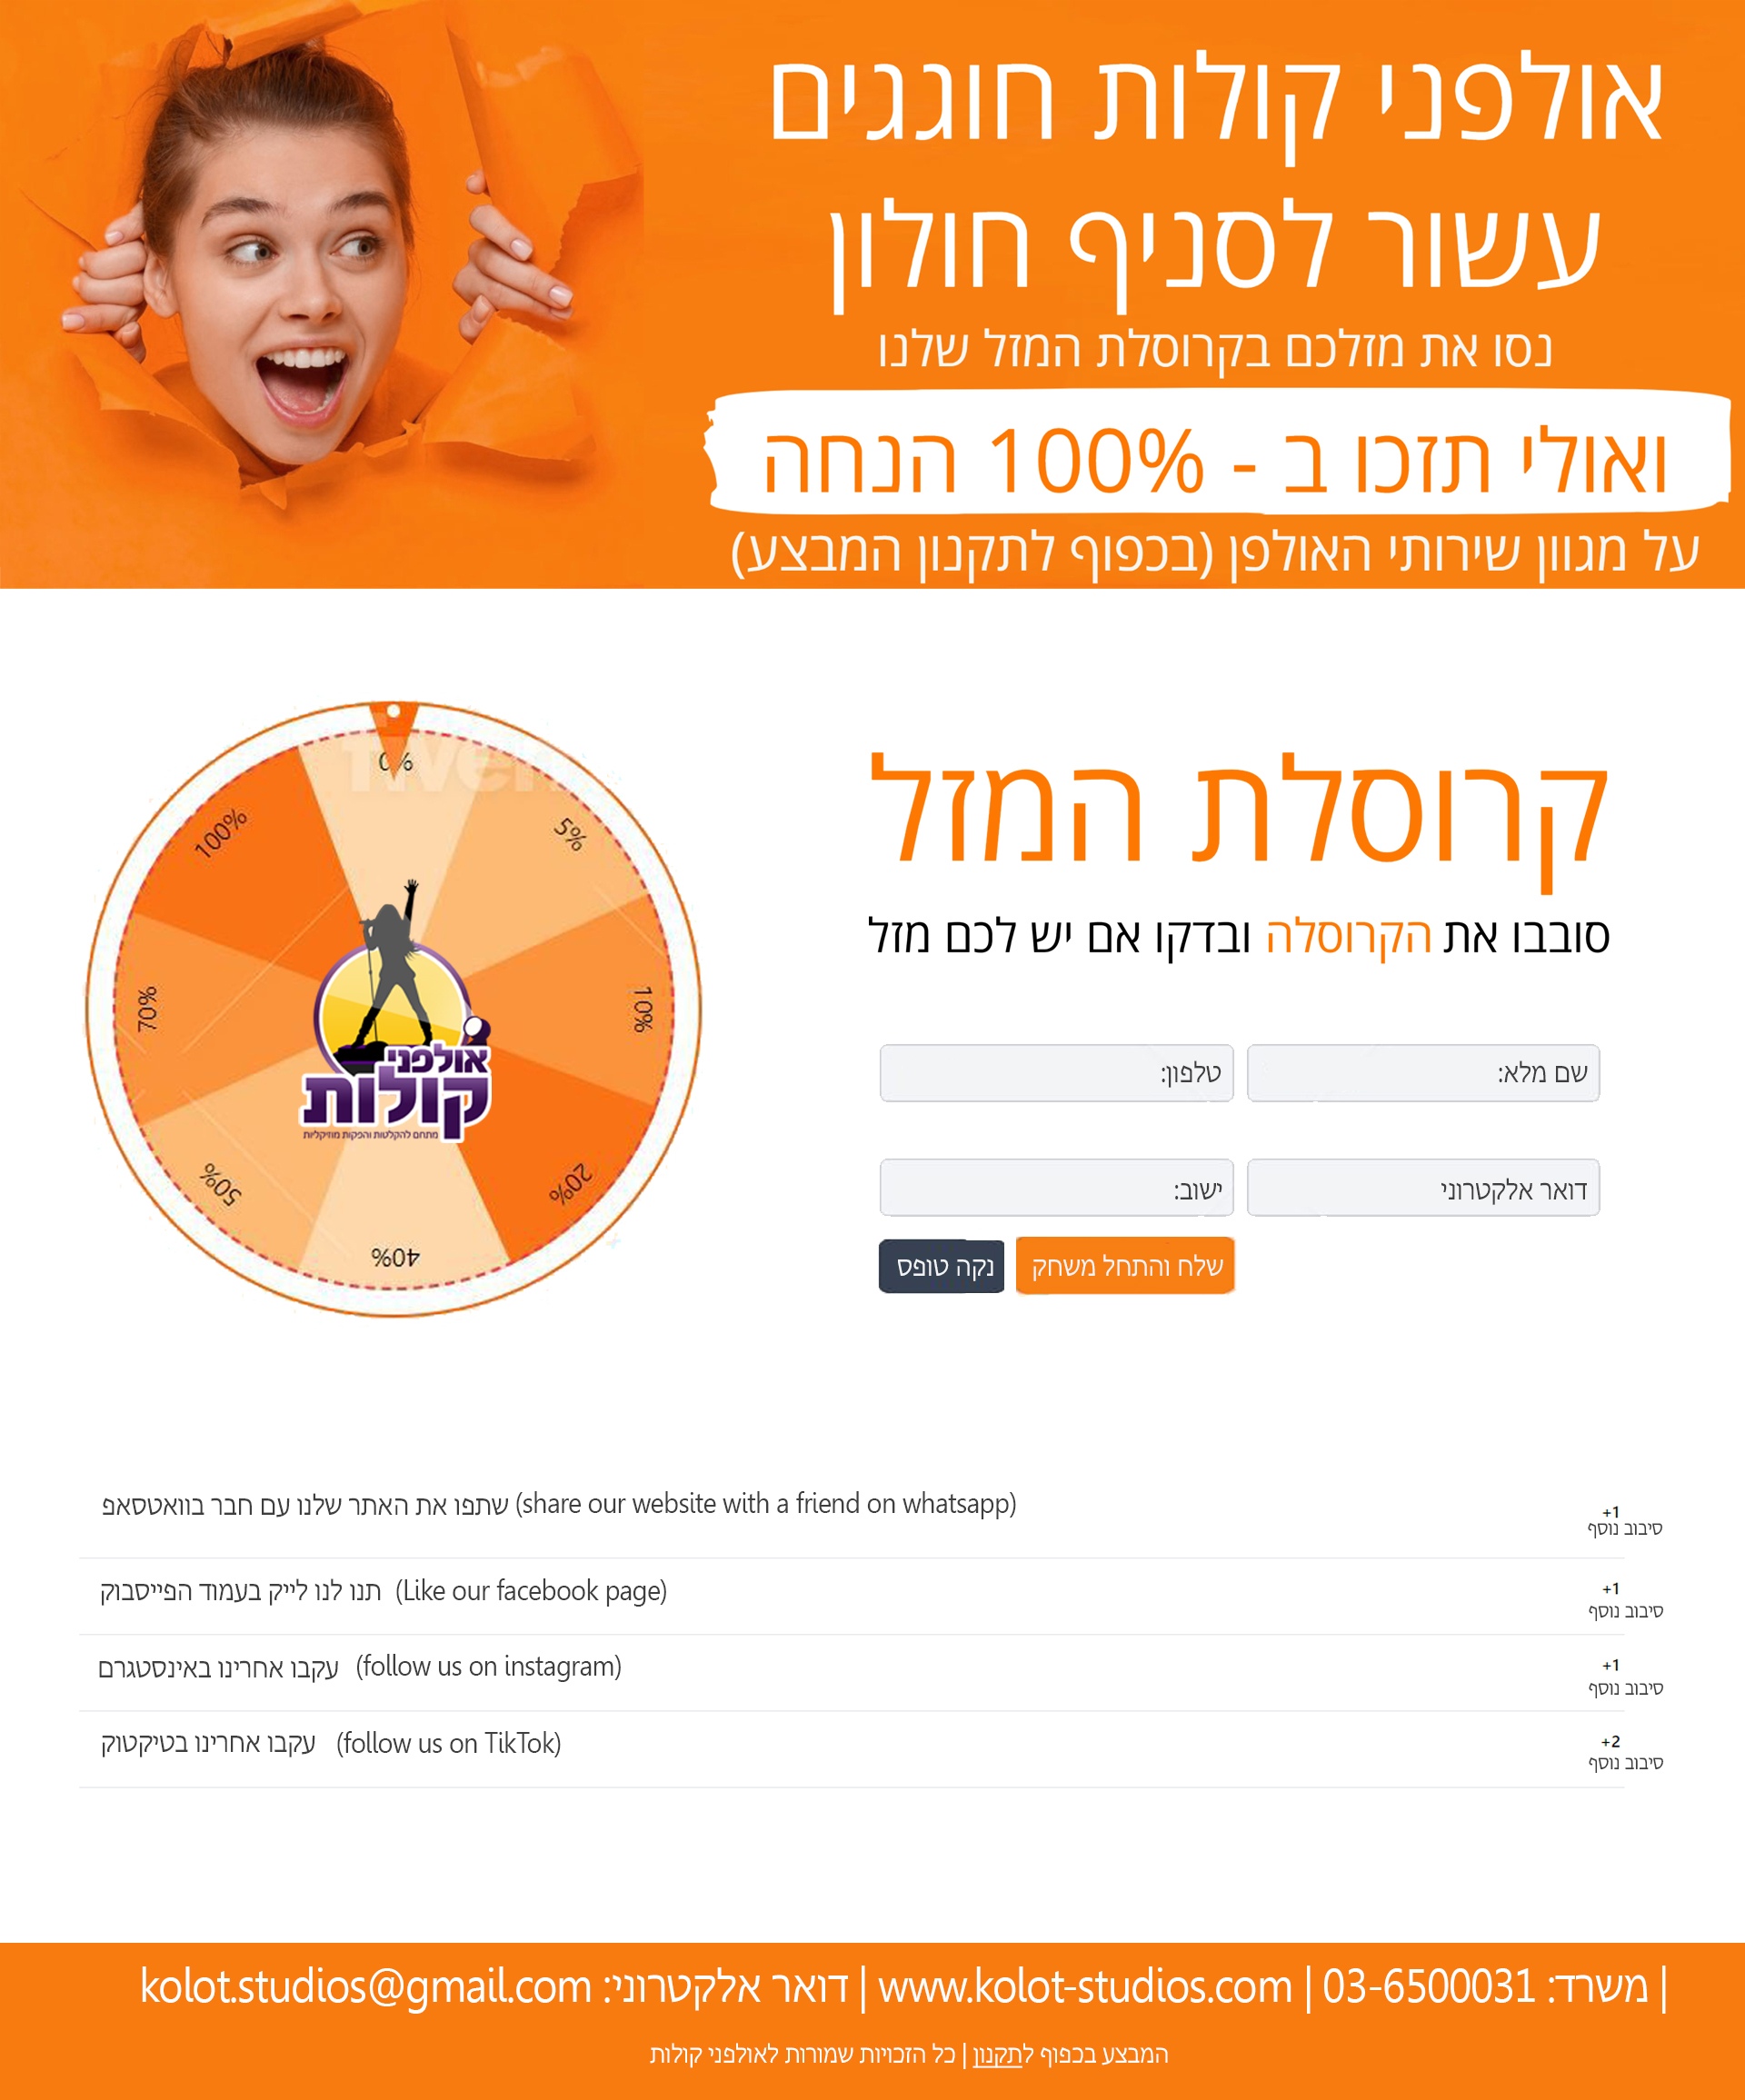 אולפני קולות חוגגים
עשור לסניף חולון
נסו את מזלכם בקרוסלת המזל שלנו
ואולי תזכו ב - 100% הנחה
על מגוון שירותי האולפן (בכפוף לתקנון המבצע)
קרוסלת המזל
סובבו את הקרוסלה ובדקו אם יש לכם מזל
שם מלא:
טלפון:
דואר אלקטרוני
ישוב:
שלח והתחל משחק
נקה טופס
0%
5%
10%
20%
40%
50%
70%
100%
אולפני
קולות
מתחם להקלטות והפקות מוזיקליות
שתפו את האתר שלנו עם חבר בוואטסאפ (share our website with a friend on whatsapp)
+1
סיבוב נוסף
תנו לנו לייק בעמוד הפייסבוק (Like our facebook page)
+1
סיבוב נוסף
עקבו אחרינו באינסטגרם (follow us on instagram)
+1
סיבוב נוסף
עקבו אחרינו בטיקטוק (follow us on TikTok)
+2
סיבוב נוסף
| משרד: 03-6500031 | www.kolot-studios.com | דואר אלקטרוני: kolot.studios@gmail.com
המבצע בכפוף לתקנון | כל הזכויות שמורות לאולפני קולות